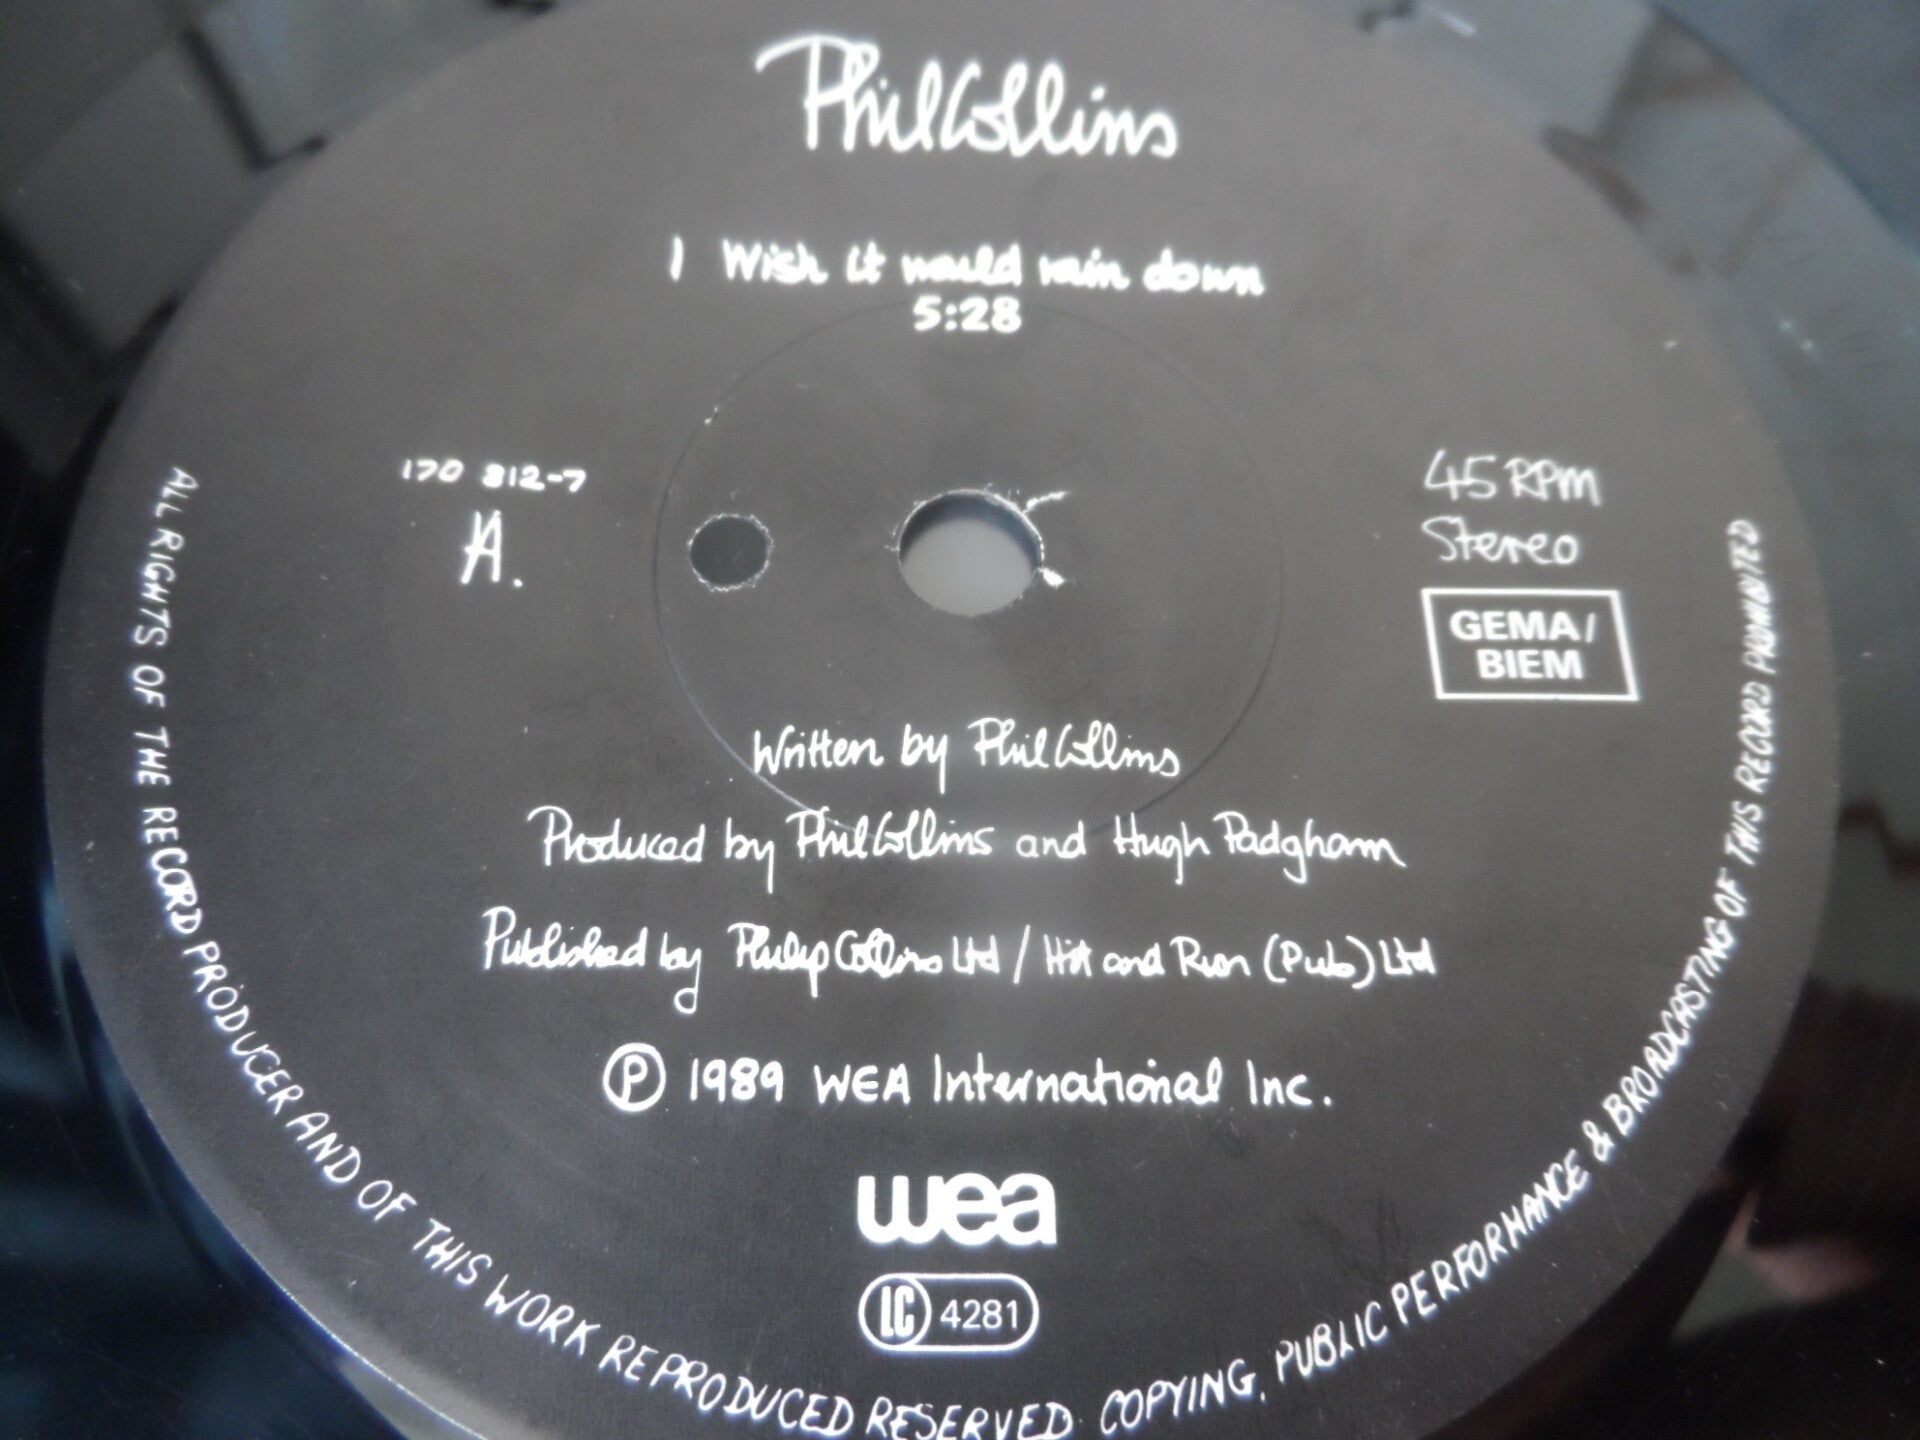 Phil Collins
I Wish it would rain down
5:28
170 812-7
A.
45 RPM
Stereo
GEMA/
BIEM
Written by Phil Collins
Produced by Phil Collins and Hugh Padgham
Published by Philip Collins Ltd / Hit and Run (Pub) Ltd
Ⓟ 1989 WEA International Inc.
wea
LC 4281
ALL RIGHTS OF THE RECORD PRODUCER AND OF THIS WORK REPRODUCED RESERVED. COPYING, PUBLIC PERFORMANCE & BROADCASTING OF THIS RECORD PROHIBITED